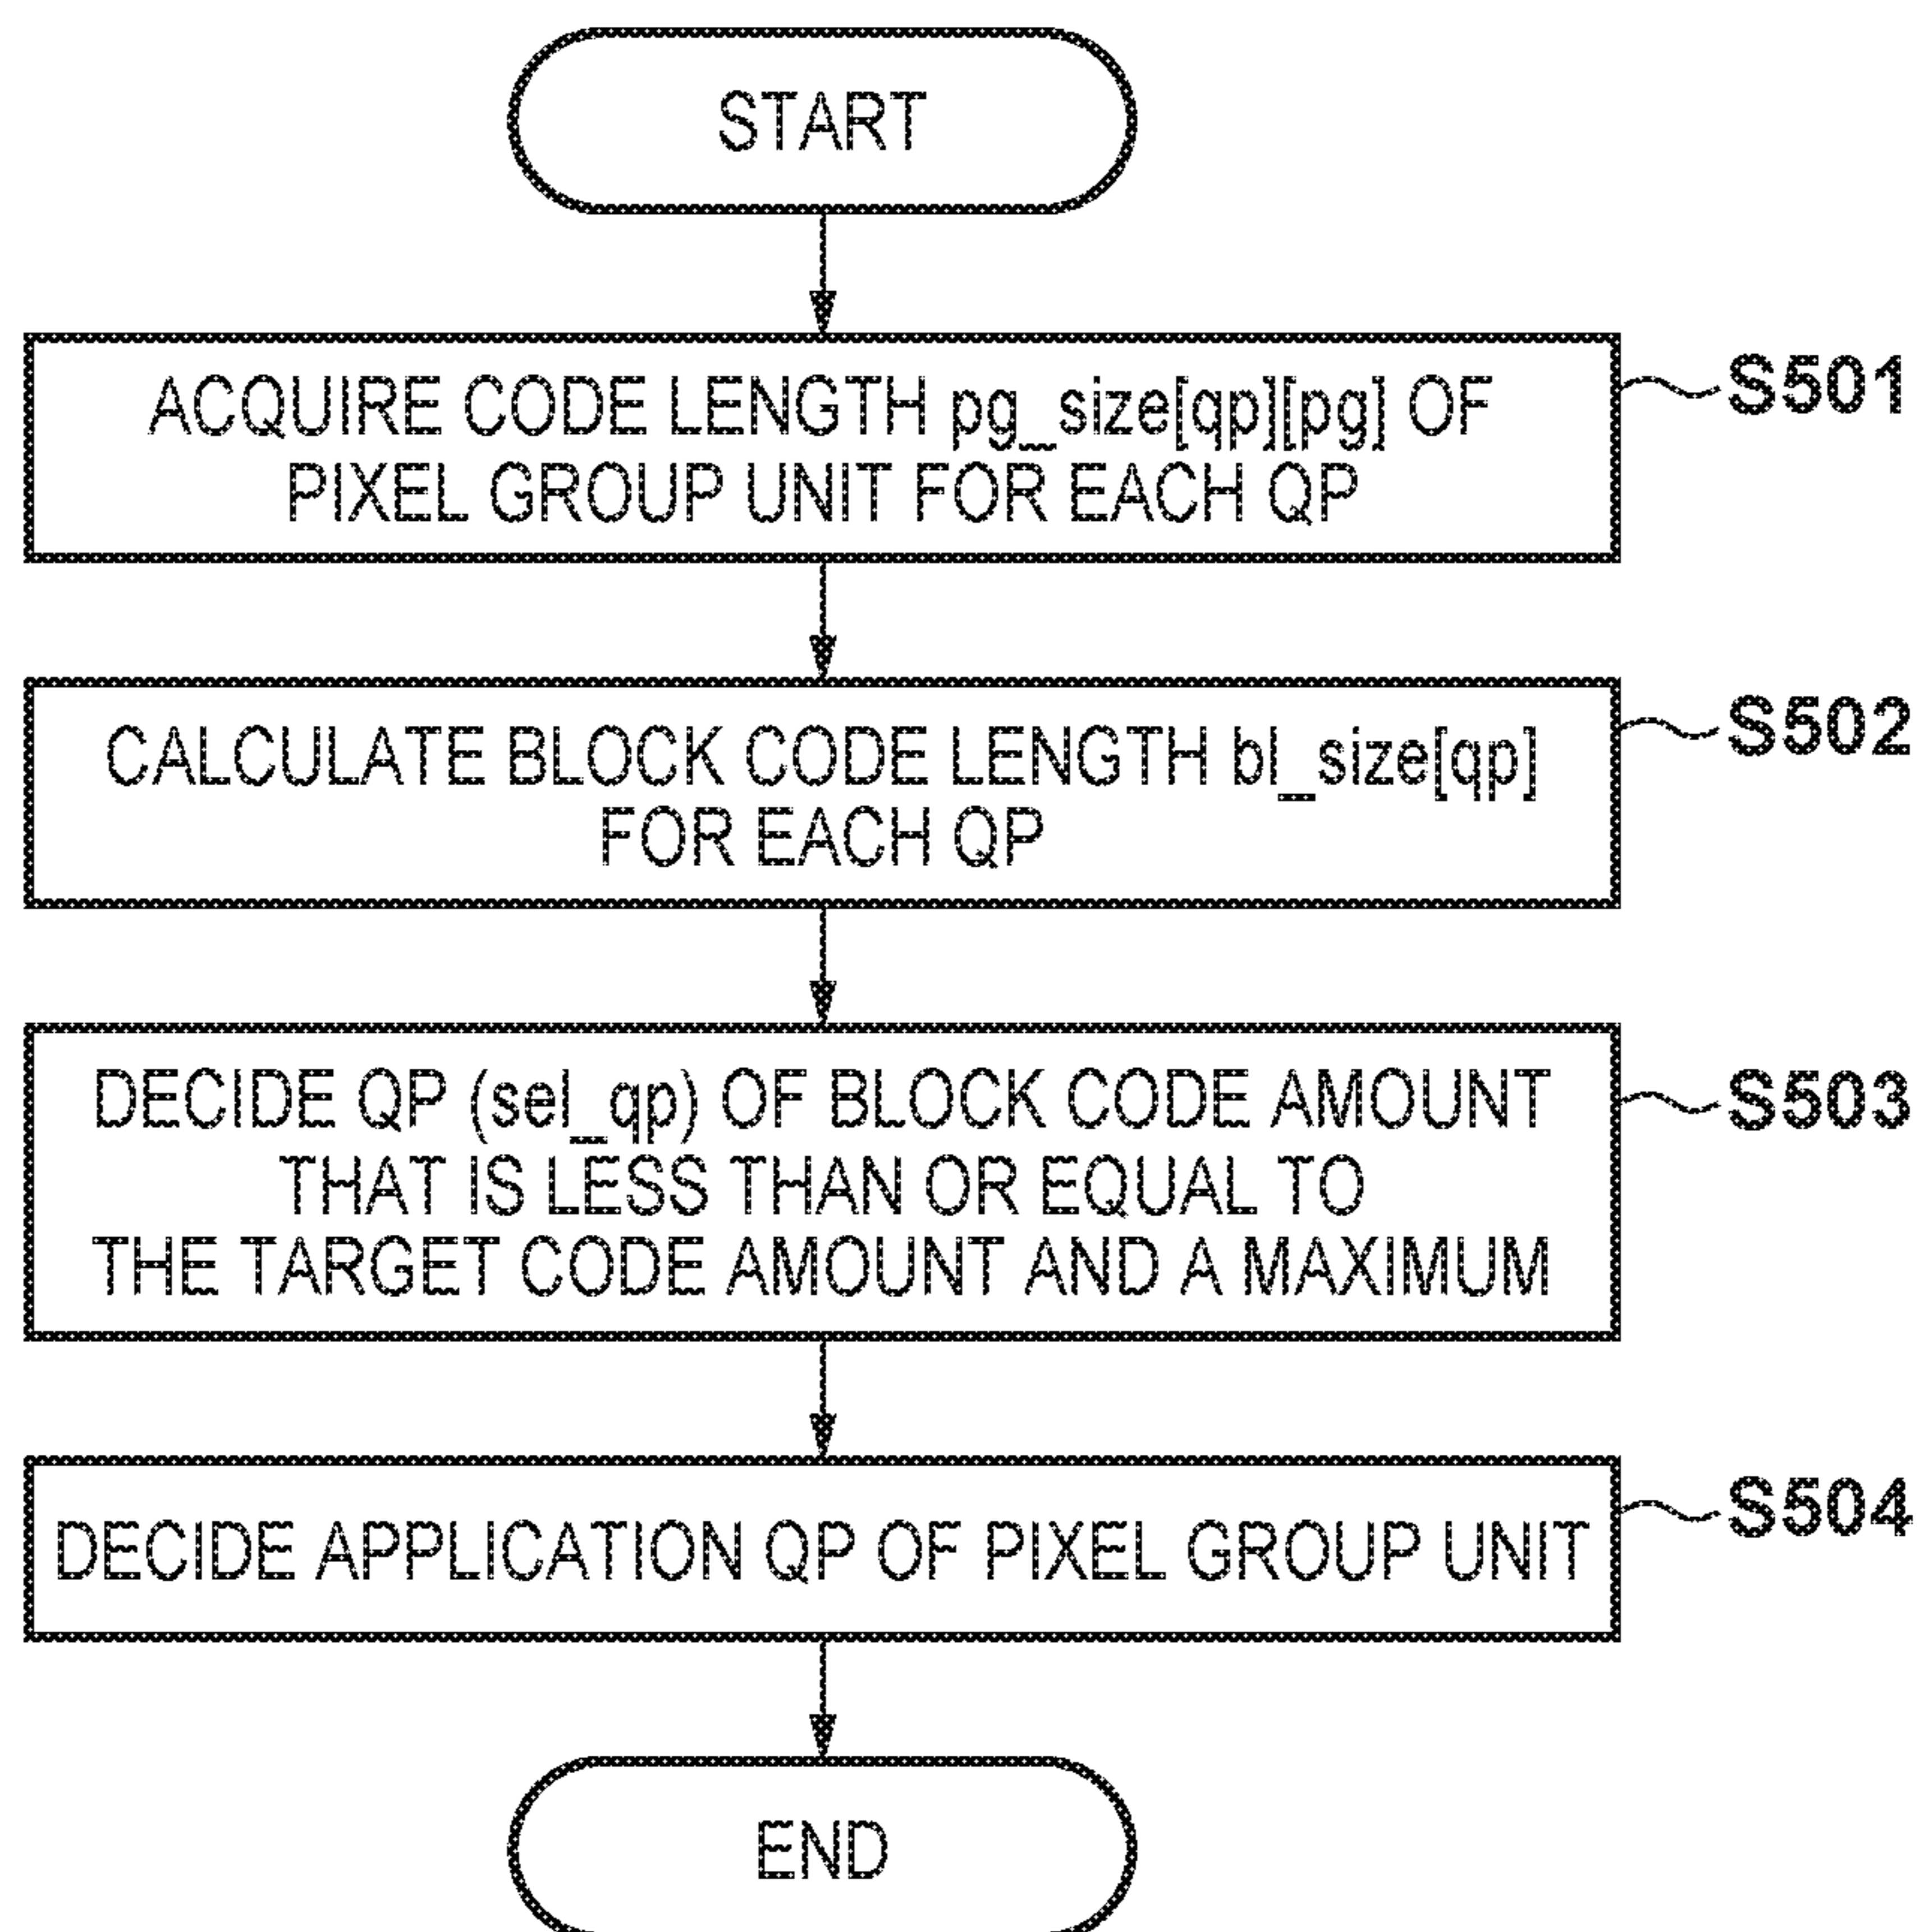 START
ACQUIRE CODE LENGTH pg_size[qp][pg] OF
PIXEL GROUP UNIT FOR EACH QP
S501
CALCULATE BLOCK CODE LENGTH bl_size[qp]
FOR EACH QP
S502
DECIDE QP (sel_qp) OF BLOCK CODE AMOUNT
THAT IS LESS THAN OR EQUAL TO
THE TARGET CODE AMOUNT AND A MAXIMUM
S503
DECIDE APPLICATION QP OF PIXEL GROUP UNIT
S504
END